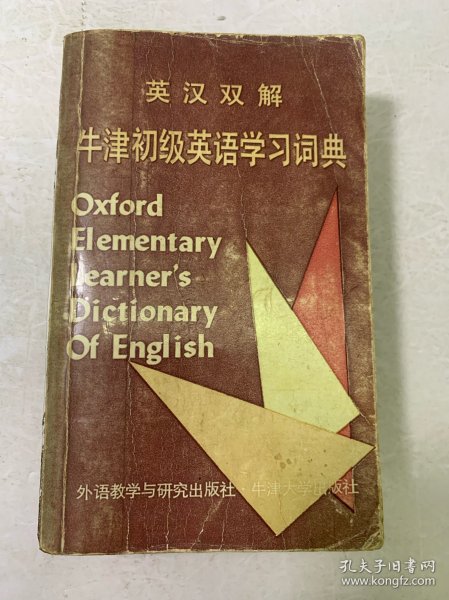 英汉双解
牛津初级英语学习词典
Oxford
Elementary
Learner's
Dictionary
Of English
外语教学与研究出版社·牛津大学出版社
孔夫子旧书网
www.kongfz.com